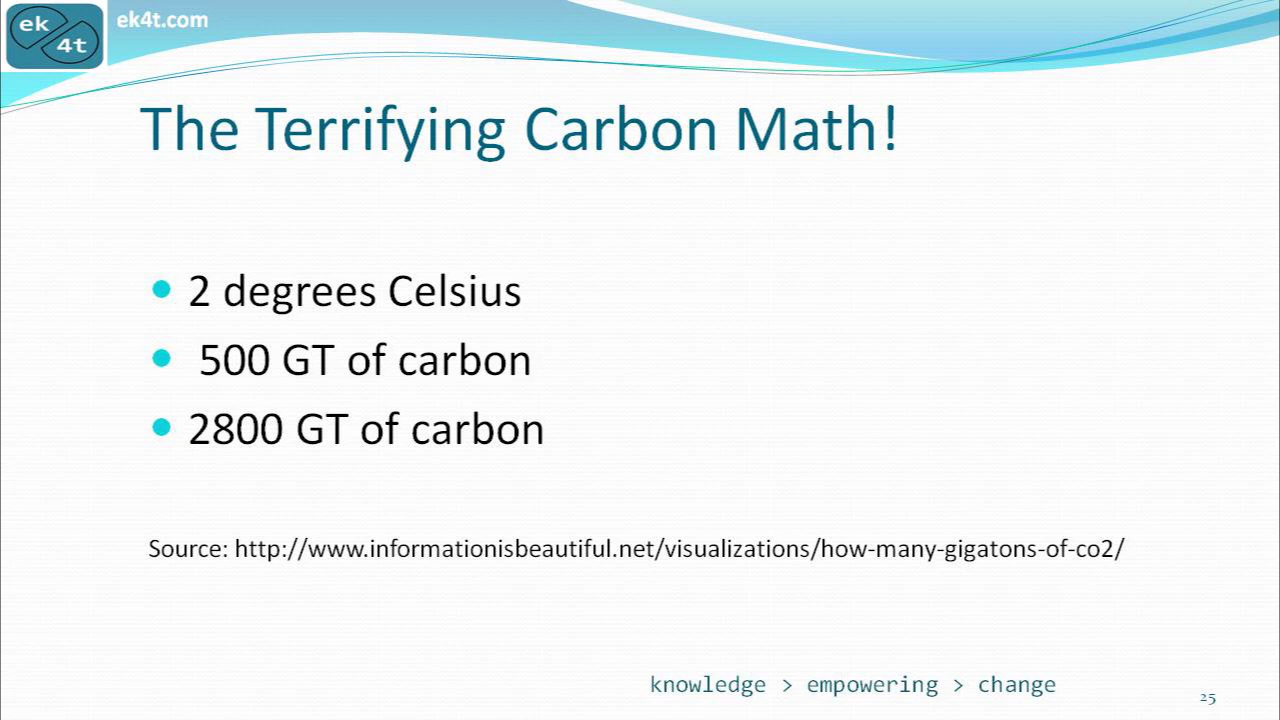 ek
4t
ek4t.com
The Terrifying Carbon Math!
2 degrees Celsius
500 GT of carbon
2800 GT of carbon
Source: http://www.informationisbeautiful.net/visualizations/how-many-gigatons-of-co2/
knowledge > empowering > change
25